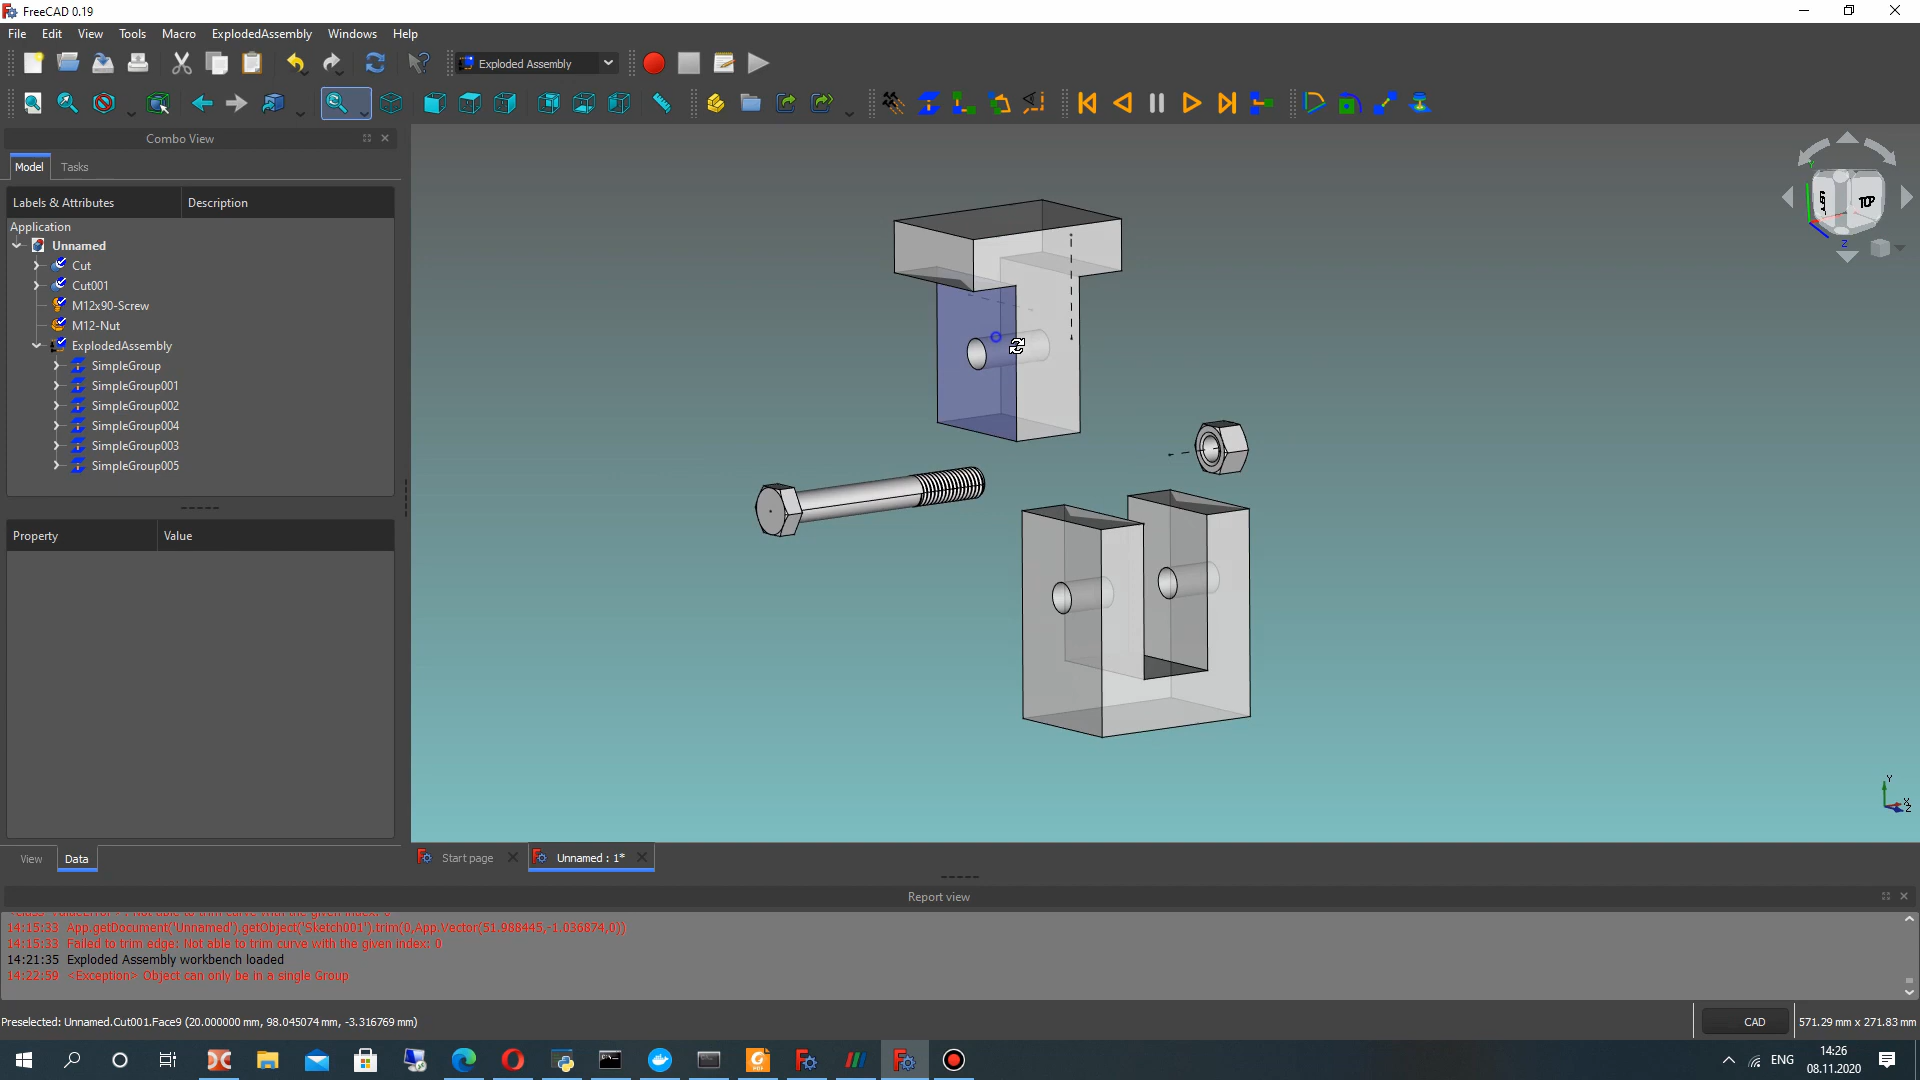 FreeCAD 0.19
File Edit View Tools Macro ExplodedAssembly Windows Help
Exploded Assembly
Combo View
Model Tasks
Labels & Attributes Description
Application
Unnamed
Cut
Cut001
M12x90-Screw
M12-Nut
ExplodedAssembly
SimpleGroup
SimpleGroup001
SimpleGroup002
SimpleGroup004
SimpleGroup003
SimpleGroup005
Property Value
View Data
TOP
Z
Y
X
Z
Start page
Unnamed : 1*
Report view
14:15:33 App.getDocument('Unnamed').getObject('Sketch001').trim(0,App.Vector(51.988445,-1.036874,0))
14:15:33 Failed to trim edge: Not able to trim curve with the given index: 0
14:21:35 Exploded Assembly workbench loaded
14:22:59 <Exception> Object can only be in a single Group
Preselected: Unnamed.Cut001.Face9 (20.000000 mm, 98.045074 mm, -3.316769 mm)
CAD
571.29 mm x 271.83 mm
ENG
14:26
08.11.2020